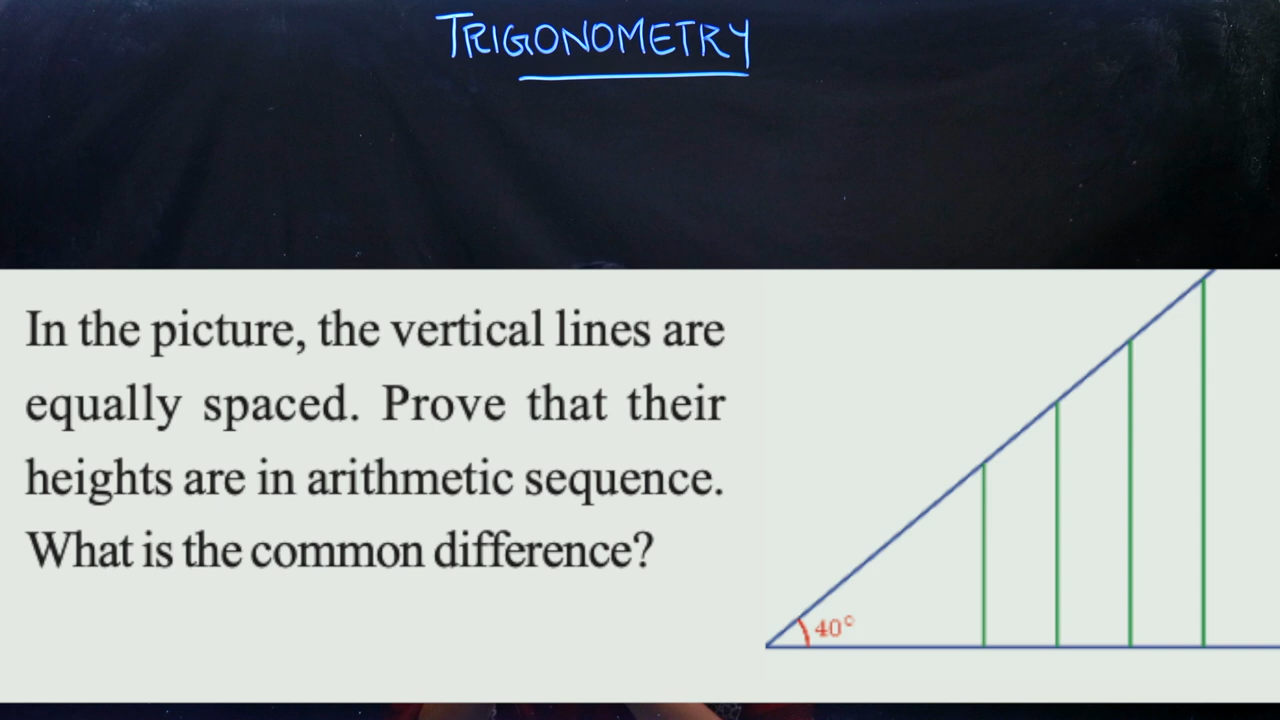 TRIGONOMETRY
In the picture, the vertical lines are
equally spaced. Prove that their
heights are in arithmetic sequence.
What is the common difference?
40°